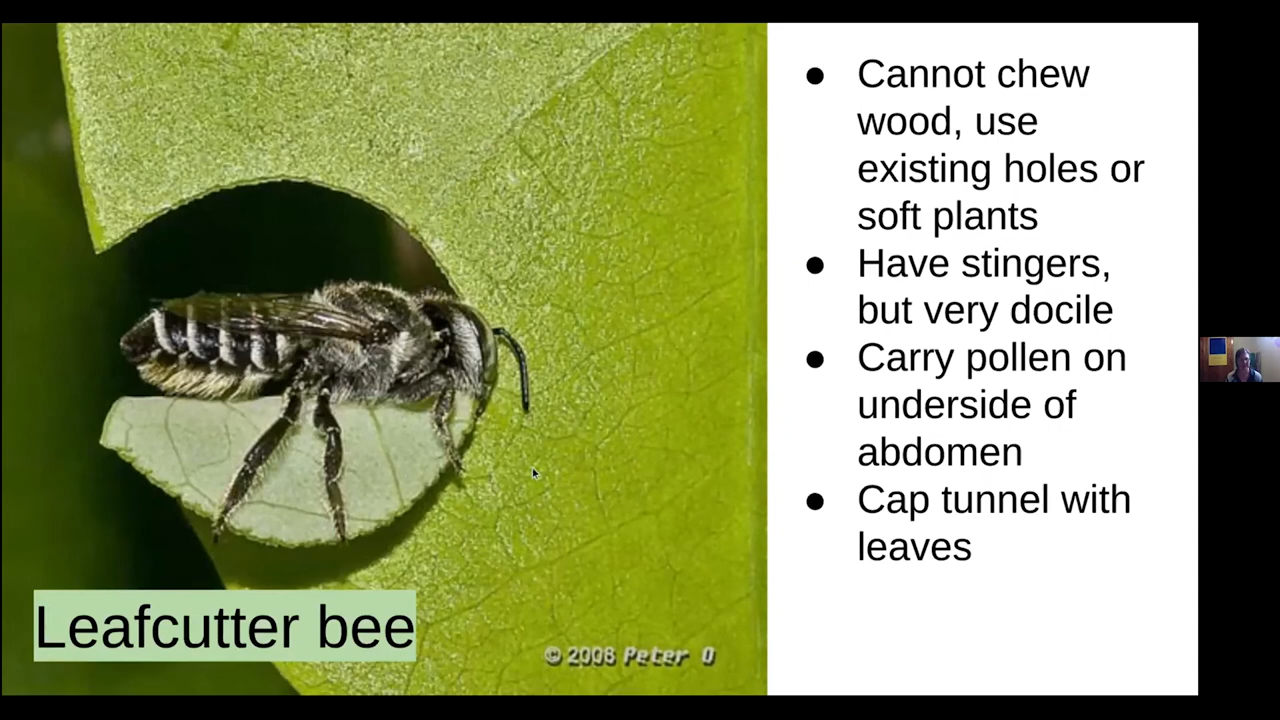 ● Cannot chew
wood, use
existing holes or
soft plants
● Have stingers,
but very docile
● Carry pollen on
underside of
abdomen
● Cap tunnel with
leaves
Leafcutter bee
© 2008 Peter O